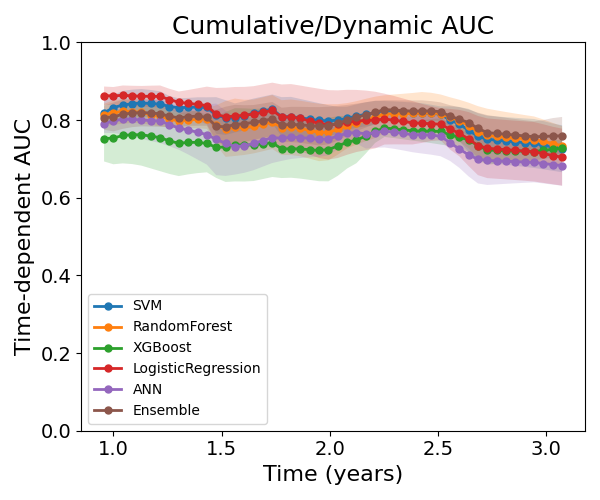 Cumulative/Dynamic AUC
Time-dependent AUC
1.0
0.8
0.6
0.4
0.2
0.0
SVM
RandomForest
XGBoost
LogisticRegression
ANN
Ensemble
1.0 1.5 2.0 2.5 3.0
Time (years)